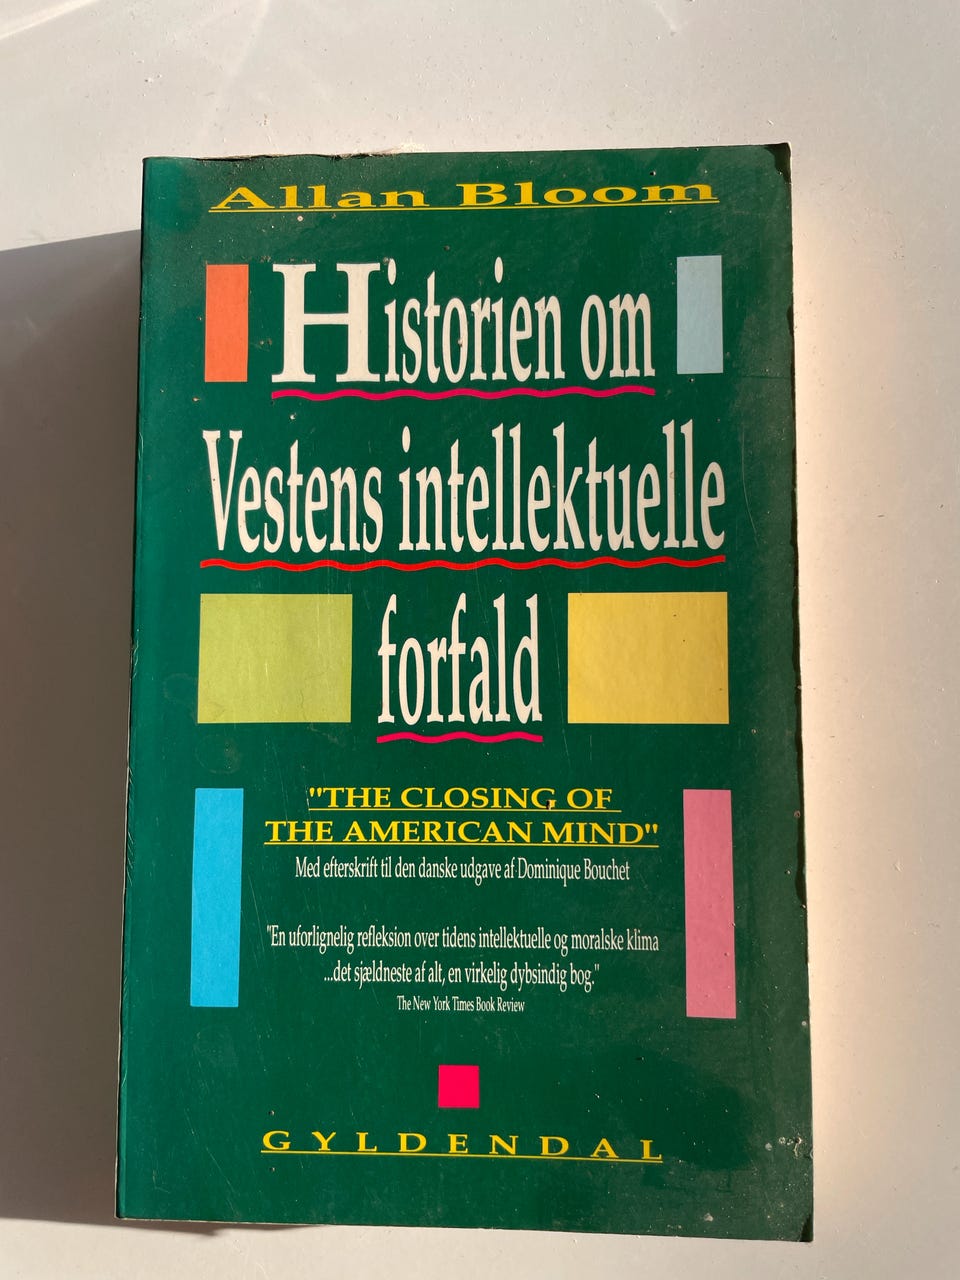 Allan Bloom
Historien om
Vestens intellektuelle
forfald
"THE CLOSING OF
THE AMERICAN MIND"
Med efterskrift til den danske udgave af Dominique Bouchet
"En uforlignelig refleksion over tidens intellektuelle og moralske klima
...det sjældneste af alt, en virkelig dybsindig bog."
The New York Times Book Review
GYLDENDAL